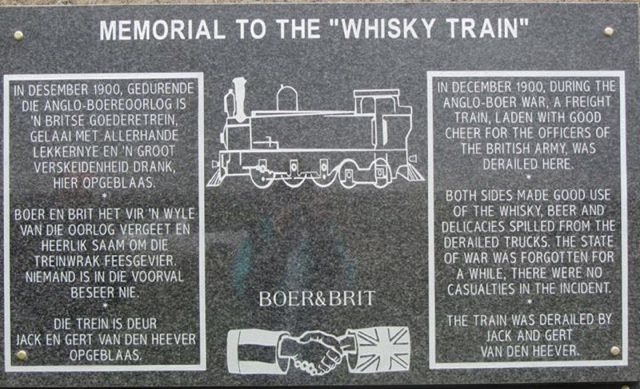 MEMORIAL TO THE "WHISKY TRAIN"
IN DESEMBER 1900, GEDURENDE
DIE ANGLO-BOEREOORLOG IS
'N BRITSE GOEDERETREIN,
GELAAI MET ALLERHANDE
LEKKERNYE EN 'N GROOT
VERSKEIDENHEID DRANK,
HIER OPGEBLAAS.
*
BOER EN BRIT HET VIR 'N WYLE
VAN DIE OORLOG VERGEET EN
HEERLIK SAAM OM DIE
TREINWRAK FEESGEVIER.
NIEMAND IS IN DIE VOORVAL
BESEER NIE.
*
DIE TREIN IS DEUR
JACK EN GERT VAN DEN HEEVER
OPGEBLAAS.
BOER&BRIT
IN DECEMBER 1900, DURING THE
ANGLO-BOER WAR, A FREIGHT
TRAIN, LADEN WITH GOOD
CHEER FOR THE OFFICERS OF
THE BRITISH ARMY, WAS
DERAILED HERE.
*
BOTH SIDES MADE GOOD USE
OF THE WHISKY, BEER AND
DELICACIES SPILLED FROM THE
DERAILED TRUCKS. THE STATE
OF WAR WAS FORGOTTEN FOR
A WHILE, THERE WERE NO
CASUALTIES IN THE INCIDENT.
*
THE TRAIN WAS DERAILED BY
JACK AND GERT
VAN DEN HEEVER.